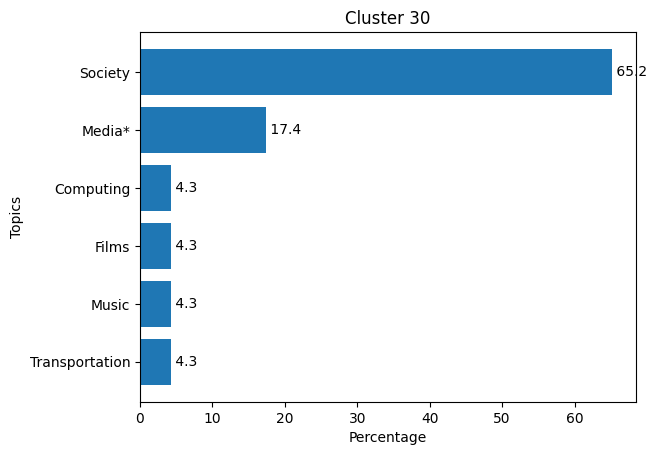 Cluster 30
Topics
Society 65.2
Media* 17.4
Computing 4.3
Films 4.3
Music 4.3
Transportation 4.3
0 10 20 30 40 50 60
Percentage